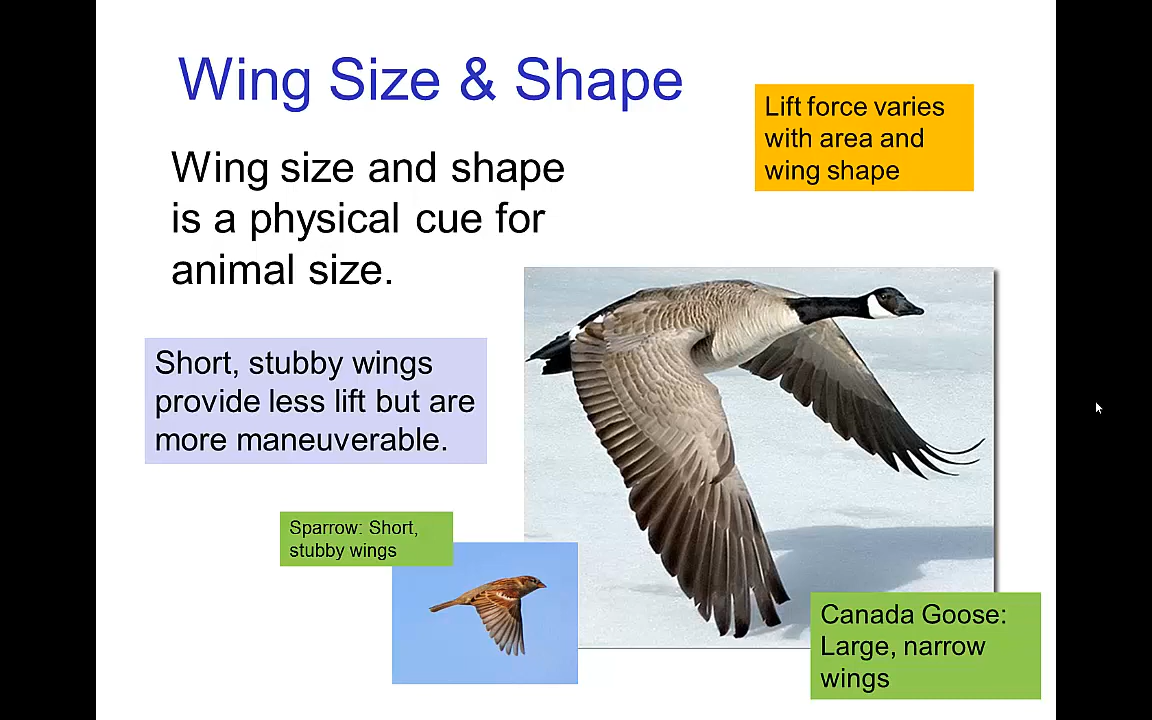 Wing Size & Shape
Lift force varies
with area and
wing shape
Wing size and shape
is a physical cue for
animal size.
Short, stubby wings
provide less lift but are
more maneuverable.
Sparrow: Short,
stubby wings
Canada Goose:
Large, narrow
wings